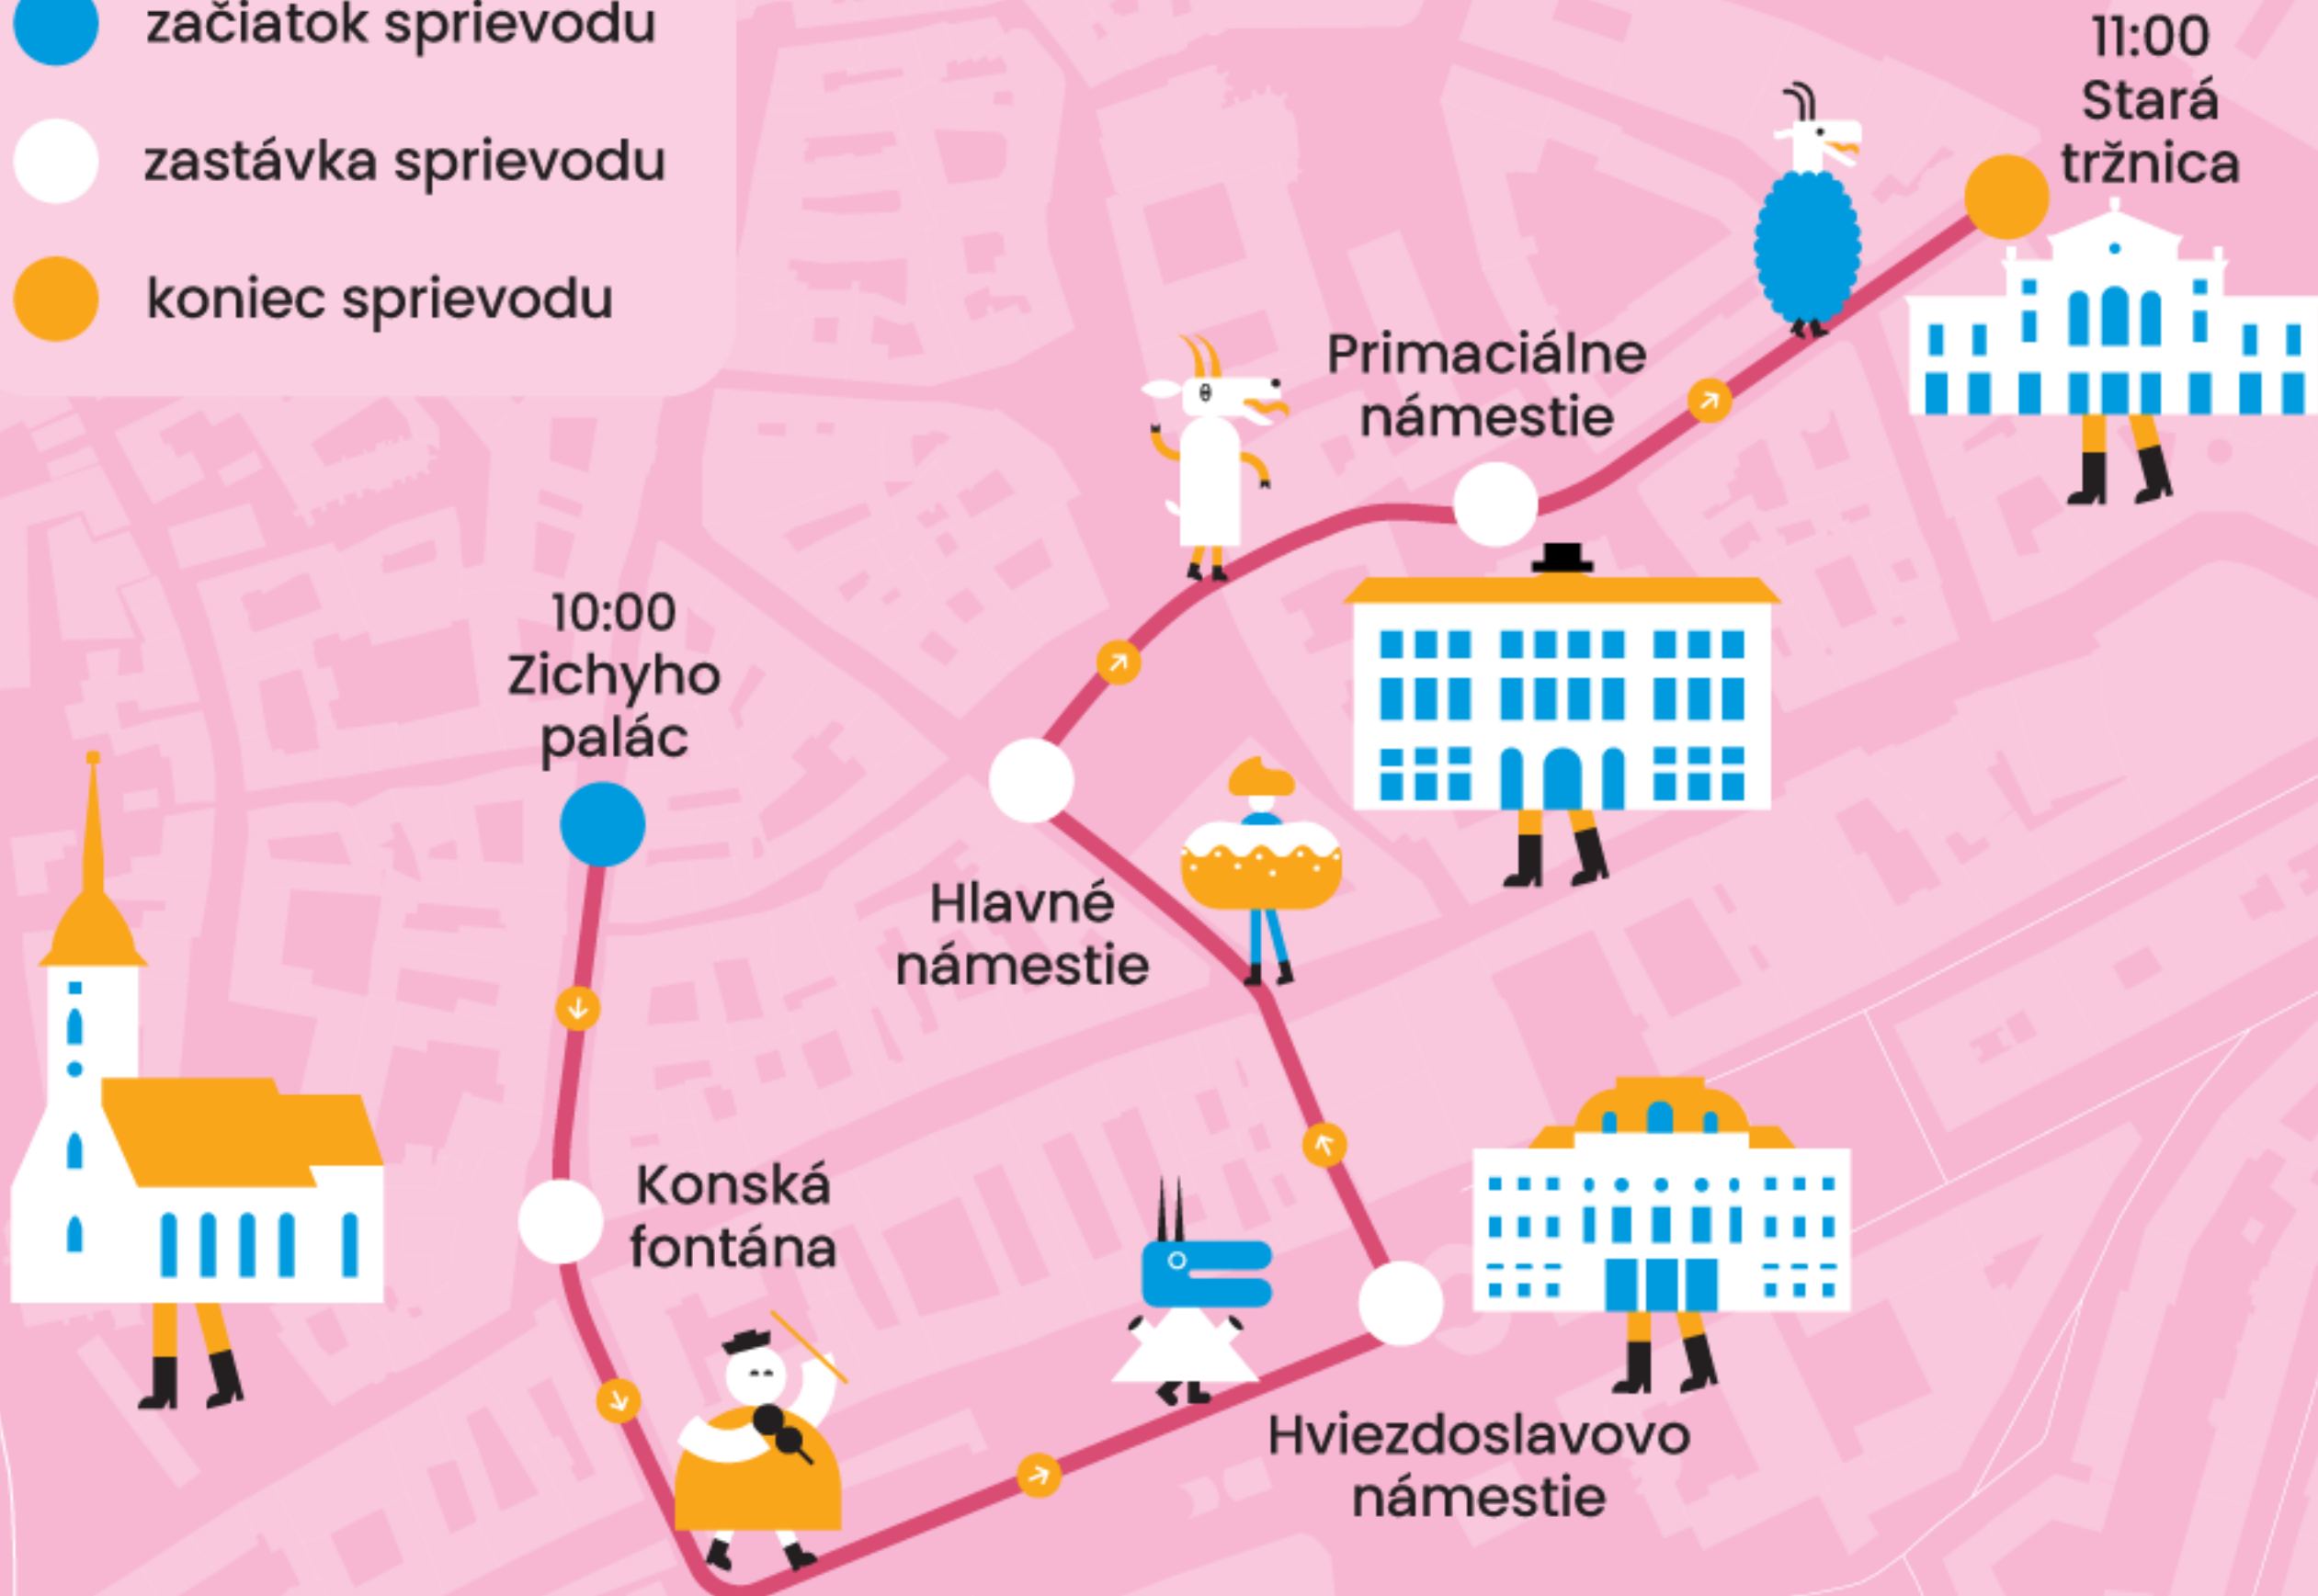 začiatok sprievodu
zastávka sprievodu
koniec sprievodu
11:00
Stará
tržnica
Primaciálne
námestie
10:00
Zichyho
palác
Hlavné
námestie
Konská
fontána
Hviezdoslavovo
námestie